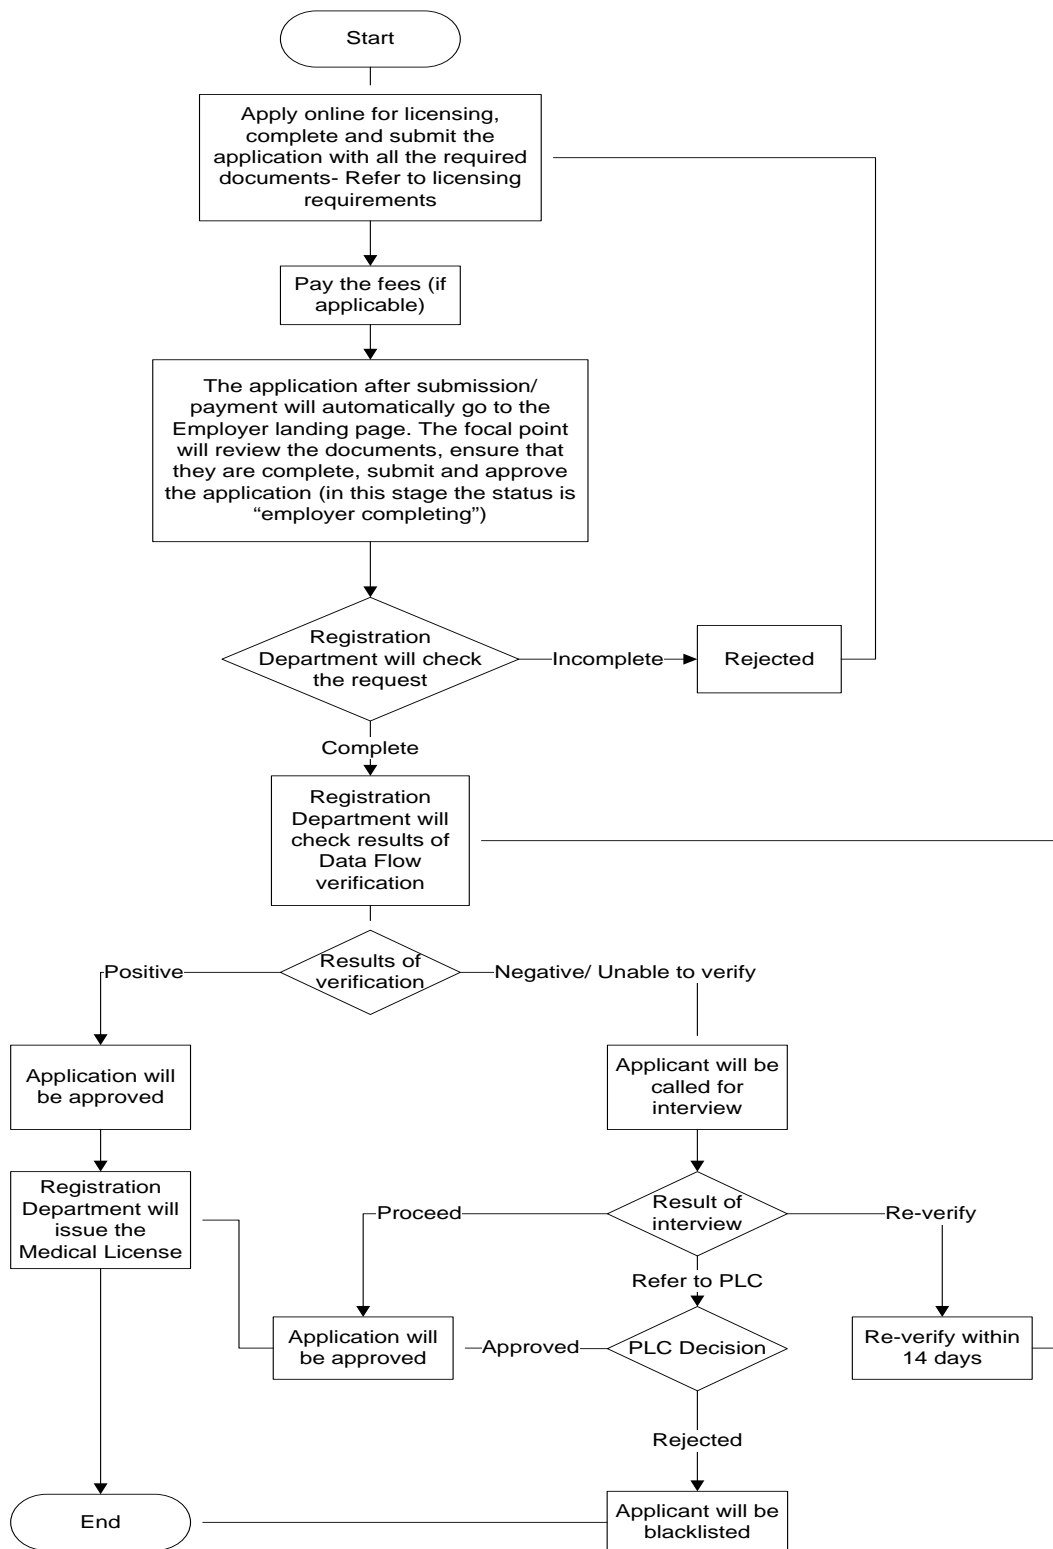 Start
Apply online for licensing,
complete and submit the
application with all the required
documents- Refer to licensing
requirements
Pay the fees (if
applicable)
The application after submission/
payment will automatically go to the
Employer landing page. The focal point
will review the documents, ensure that
they are complete, submit and approve
the application (in this stage the status is
“employer completing”)
Registration
Department will check
the request
Incomplete
Rejected
Complete
Registration
Department will
check results of
Data Flow
verification
Results of
verification
Positive
Negative/ Unable to verify
Application will
be approved
Applicant will be
called for
interview
Registration
Department will
issue the
Medical License
Proceed
Result of
interview
Re-verify
Refer to PLC
Application will
be approved
Approved
PLC Decision
Re-verify within
14 days
Rejected
End
Applicant will be
blacklisted